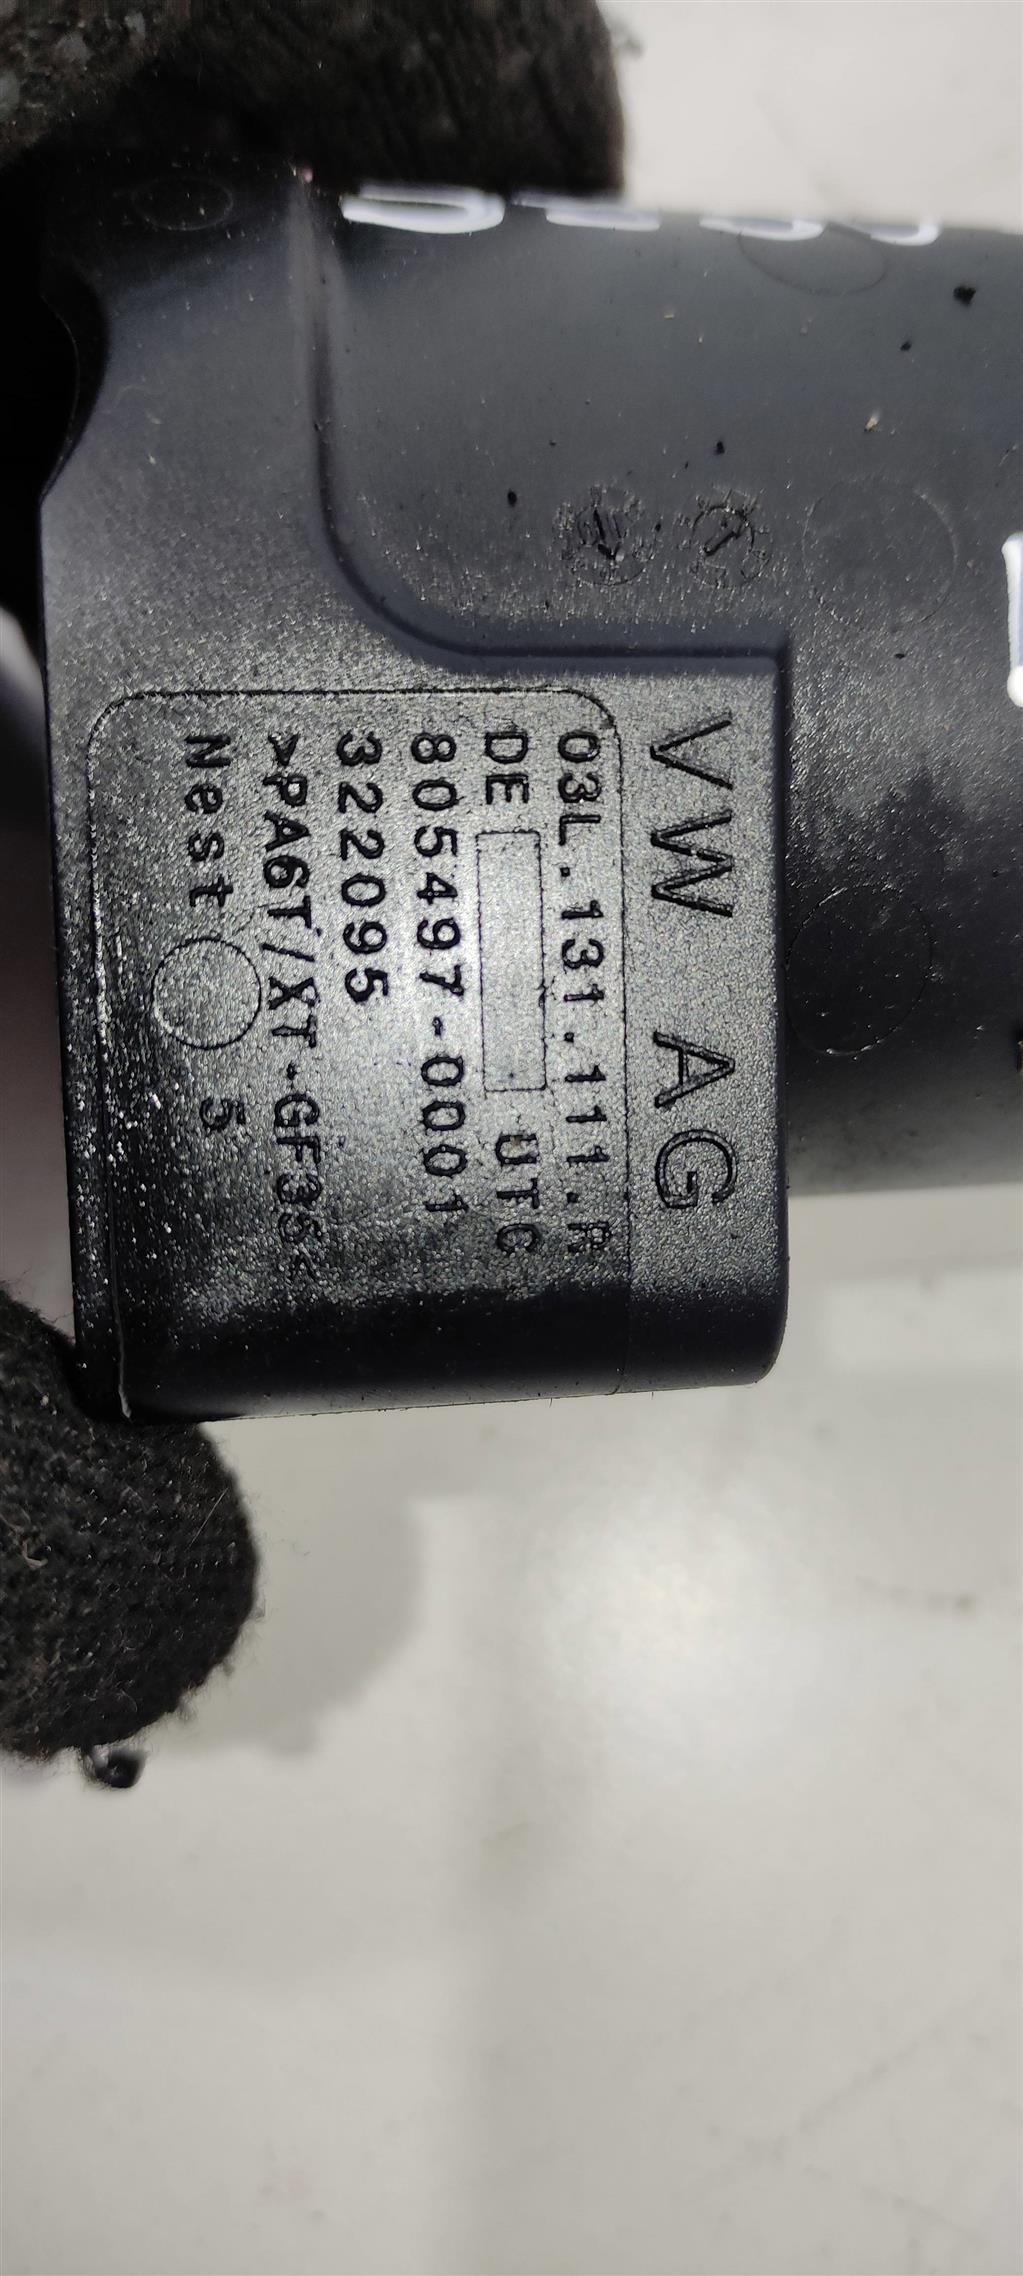 VW AG
03L.131.111.R
DE UTC
805497-0001
322095
>PA6T/XT-GF35<
Nest 5